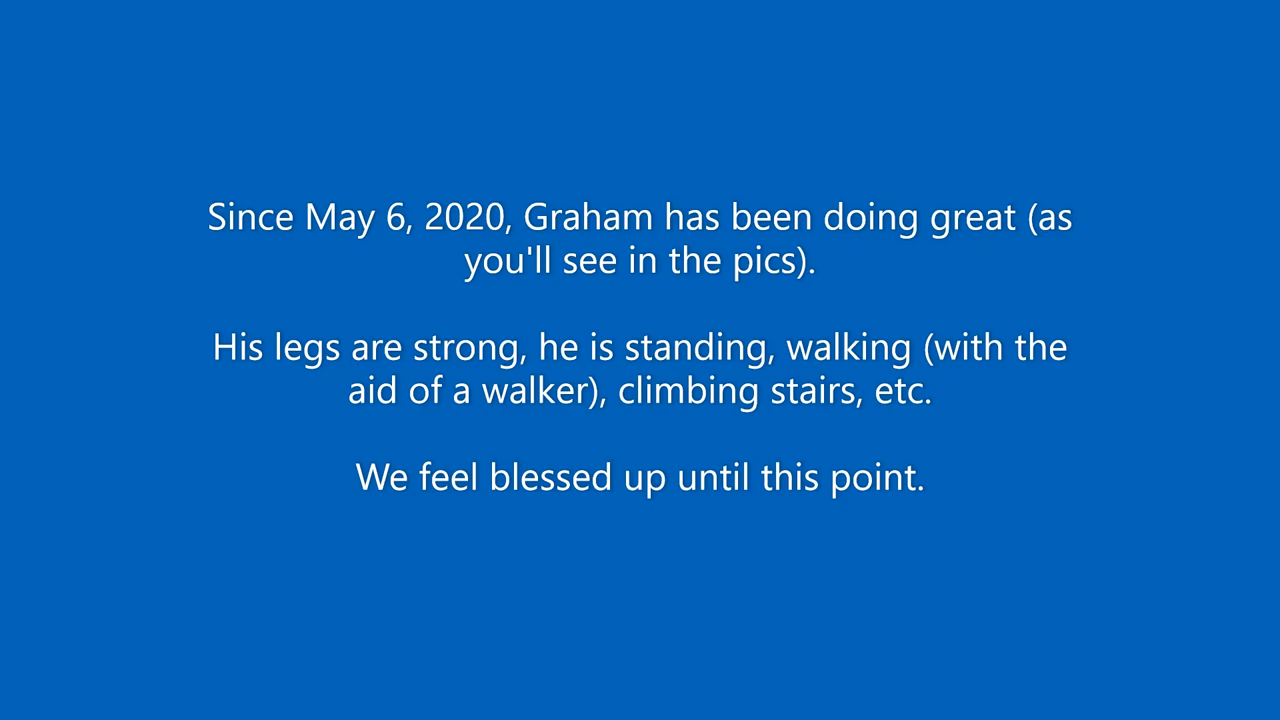 Since May 6, 2020, Graham has been doing great (as
you'll see in the pics).
His legs are strong, he is standing, walking (with the
aid of a walker), climbing stairs, etc.
We feel blessed up until this point.